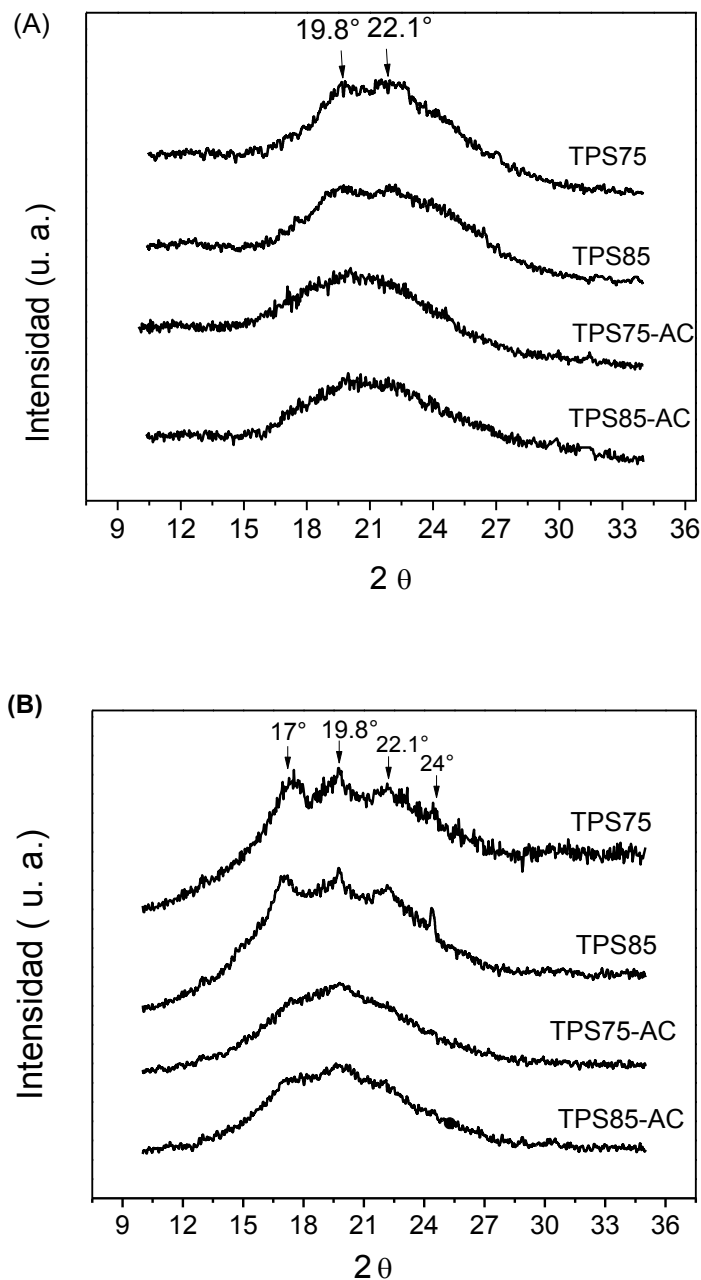 (A)
19.8° 22.1°
TPS75
TPS85
TPS75-AC
TPS85-AC
Intensidad (u. a.)
9 12 15 18 21 24 27 30 33 36
2 θ
(B)
17° 19.8° 22.1° 24°
TPS75
TPS85
TPS75-AC
TPS85-AC
Intensidad ( u. a.)
9 12 15 18 21 24 27 30 33 36
2 θ